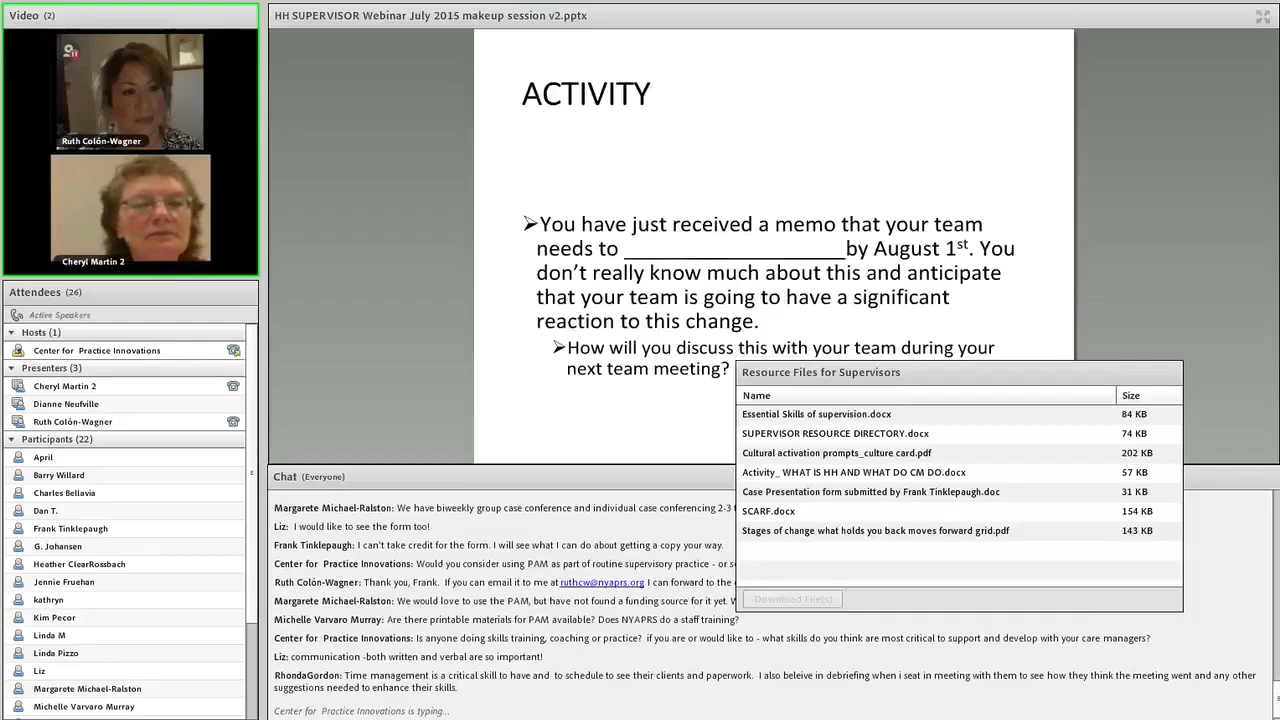 Video (2)
Ruth Colón-Wagner
Cheryl Martin 2
Attendees (26)
Active Speakers
Hosts (1)
Center for Practice Innovations
Presenters (3)
Cheryl Martin 2
Dianne Neufville
Ruth Colón-Wagner
Participants (22)
April
Barry Willard
Charles Bellavia
Dan T.
Frank Tinklepaugh
G. Johansen
Heather ClearRossbach
Jennie Fruehan
kathryn
Kim Pecor
Linda M
Linda Pizzo
Liz
Margarete Michael-Ralston
Michelle Varvaro Murray
HH SUPERVISOR Webinar July 2015 makeup session v2.pptx
ACTIVITY
➢You have just received a memo that your team
needs to ____________________by August 1st. You
don't really know much about this and anticipate
that your team is going to have a significant
reaction to this change.
➢How will you discuss this with your team during your
next team meeting?
Resource Files for Supervisors
Name Size
Essential Skills of supervision.docx 84 KB
SUPERVISOR RESOURCE DIRECTORY.docx 74 KB
Cultural activation prompts_culture card.pdf 202 KB
Activity_ WHAT IS HH AND WHAT DO CM DO.docx 57 KB
Case Presentation form submitted by Frank Tinklepaugh.doc 31 KB
SCARF.docx 154 KB
Stages of change what holds you back moves forward grid.pdf 143 KB
Download File(s)
Chat (Everyone)
Margarete Michael-Ralston: We have biweekly group case conference and individual case conferencing 2-3
Liz: I would like to see the form too!
Frank Tinklepaugh: I can't take credit for the form. I will see what I can do about getting a copy your way.
Center for Practice Innovations: Would you consider using PAM as part of routine supervisory practice - or
Ruth Colón-Wagner: Thank you, Frank. If you can email it to me at ruthcw@nyaprs.org I can forward to the
Margarete Michael-Ralston: We would love to use the PAM, but have not found a funding source for it yet.
Michelle Varvaro Murray: Are there printable materials for PAM available? Does NYAPRS do a staff training?
Center for Practice Innovations: Is anyone doing skills training, coaching or practice? if you are or would like to - what skills do you think are most critical to support and develop with your care managers?
Liz: communication -both written and verbal are so important!
RhondaGordon: Time management is a critical skill to have and to schedule to see their clients and paperwork. I also beleive in debriefing when i seat in meeting with them to see how they think the meeting went and any other
suggestions needed to enhance their skills.
Center for Practice Innovations is typing...